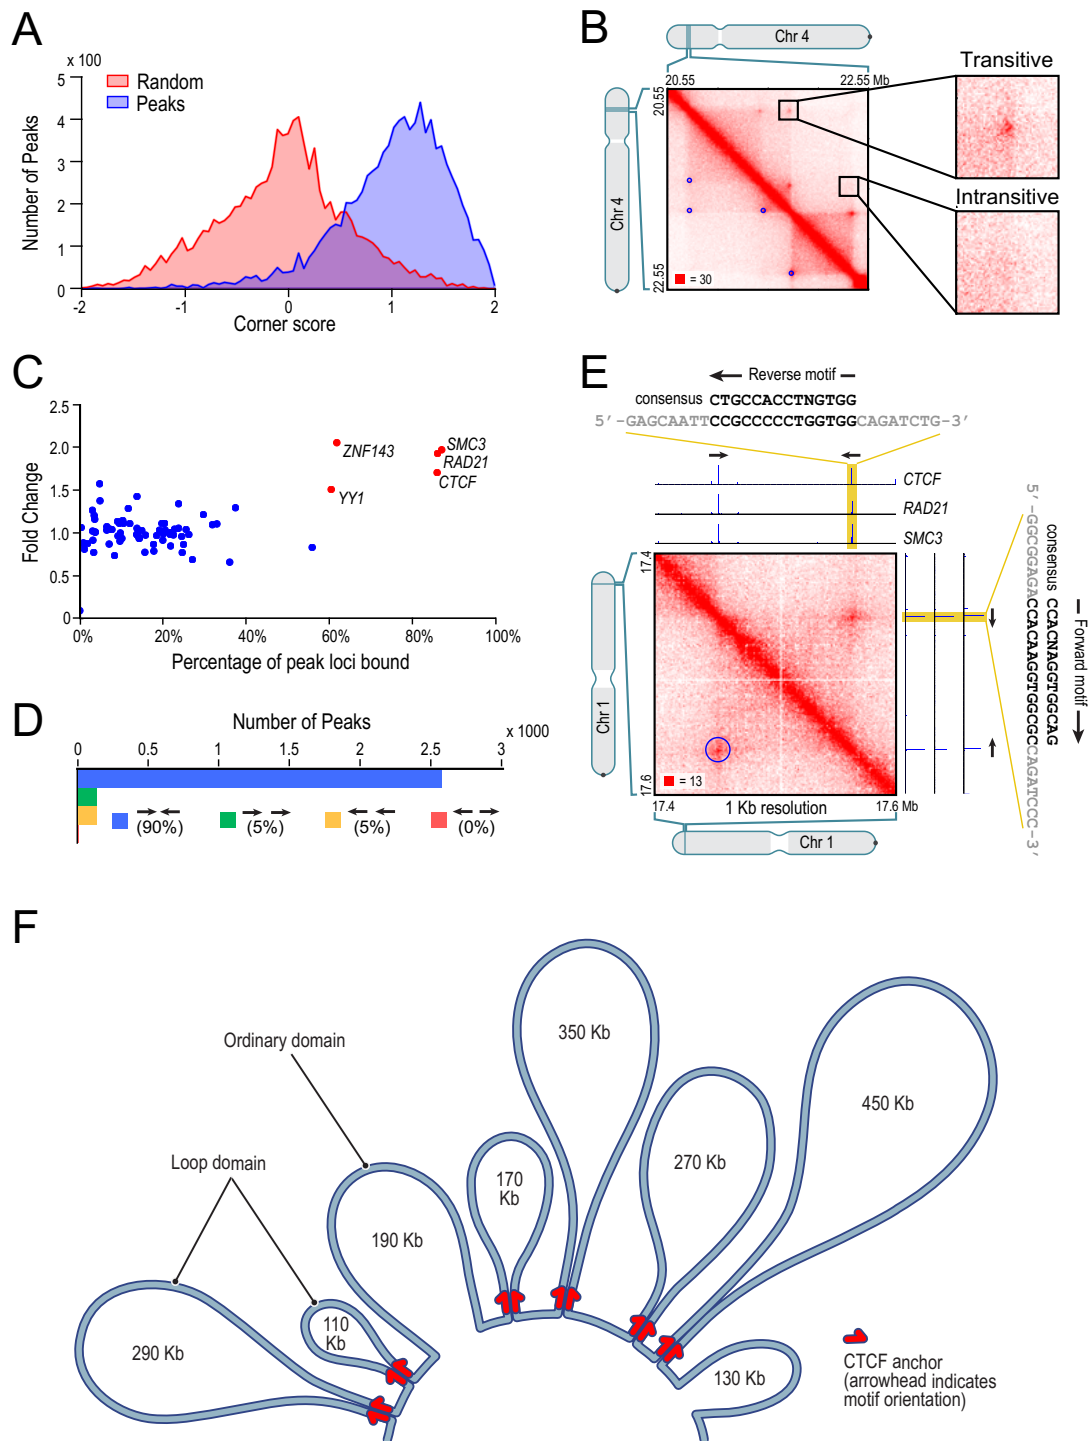 A
x 100
5
4
3
2
1
0
Number of Peaks
Random
Peaks
-2
-1
0
1
2
Corner score
B
Chr 4
20.55
22.55 Mb
20.55
22.55
Chr 4
= 30
Transitive
Intransitive
C
Fold Change
2.5
2.0
1.5
1.0
0.5
0
ZNF143
SMC3
RAD21
CTCF
YY1
0%
20%
40%
60%
80%
100%
Percentage of peak loci bound
D
Number of Peaks
x 1000
0
0.5
1
1.5
2
2.5
3
(90%)
(5%)
(5%)
(0%)
E
Reverse motif
consensus CTGCCACCTNGTGG
5′ -GAGCAATTCCGCCCCCTGGTGGCAGATCTG-3′
CTCF
RAD21
SMC3
17.4
17.6
Chr 1
= 13
17.4
1 Kb resolution
17.6 Mb
Chr 1
Forward motif
consensus CCACNAGGTGGCAG
5′ -GGCGGAGACCACAAGGTGGCGCCAGATCCC-3′
F
Ordinary domain
Loop domain
290 Kb
110
Kb
190 Kb
170
Kb
350 Kb
270 Kb
450 Kb
130 Kb
CTCF anchor
(arrowhead indicates
motif orientation)